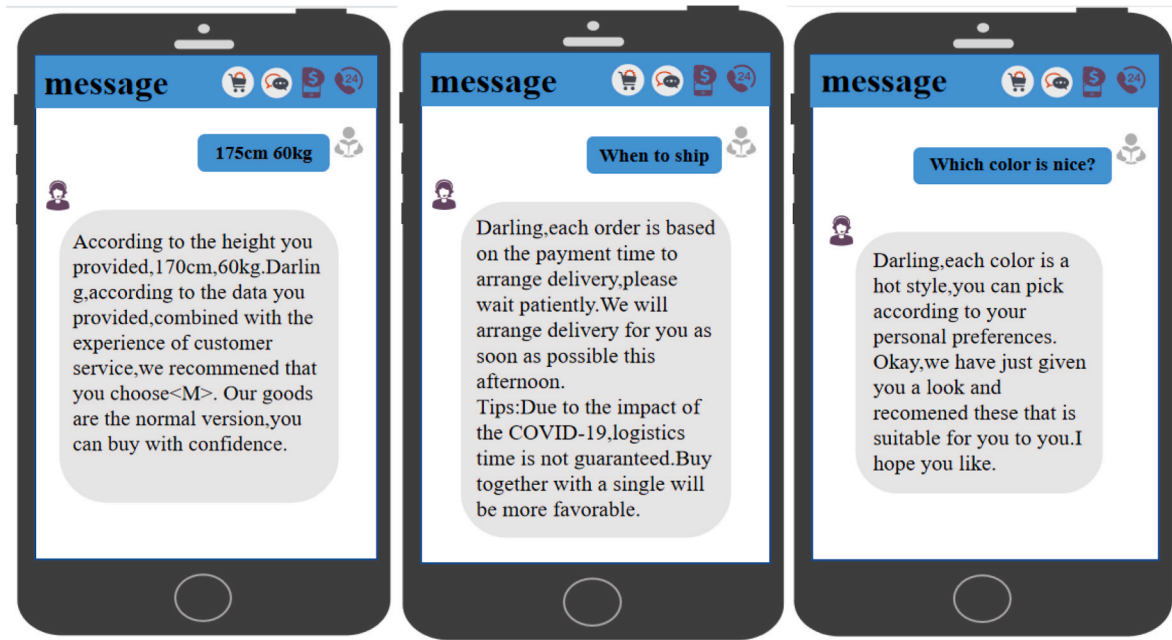 message
24
175cm 60kg
According to the height you
provided,170cm,60kg.Darlin
g,according to the data you
provided,combined with the
experience of customer
service,we recommened that
you choose<M>. Our goods
are the normal version,you
can buy with confidence.
message
24
When to ship
Darling,each order is based
on the payment time to
arrange delivery,please
wait patiently.We will
arrange delivery for you as
soon as possible this
afternoon.
Tips:Due to the impact of
the COVID-19,logistics
time is not guaranteed.Buy
together with a single will
be more favorable.
message
24
Which color is nice?
Darling,each color is a
hot style,you can pick
according to your
personal preferences.
Okay,we have just given
you a look and
recomened these that is
suitable for you to you.I
hope you like.